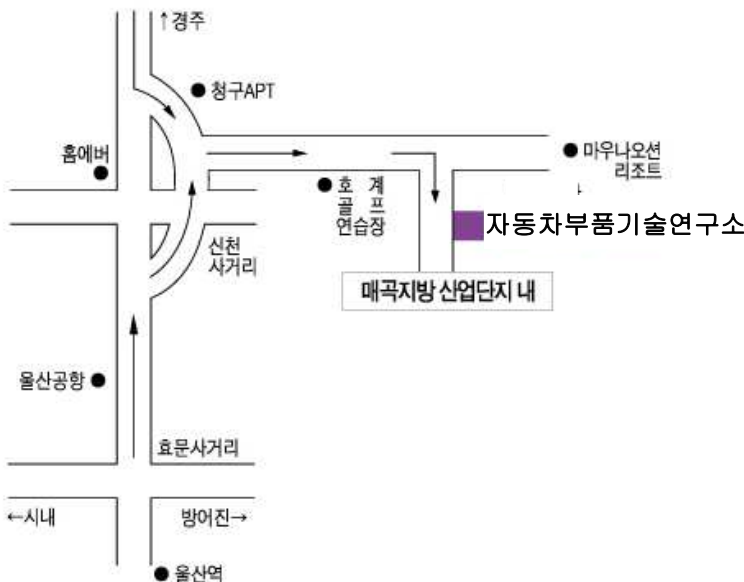 ↑경주
청구APT
홈에버
마우나오션
리조트
호 계
골 프
연습장
자동차부품기술연구소
신천
사거리
매곡지방 산업단지 내
울산공항
효문사거리
←시내
방어진→
울산역